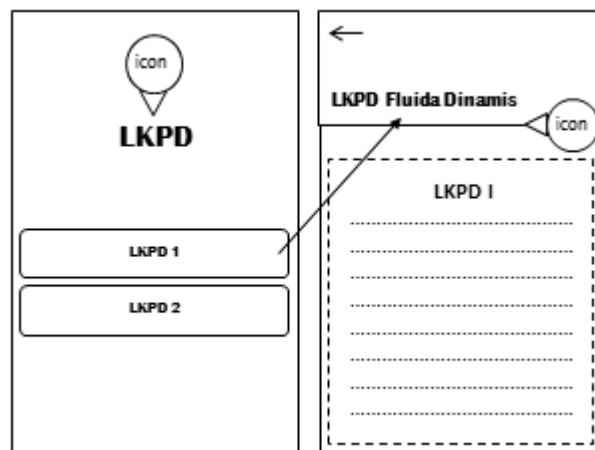 icon
LKPD
LKPD 1
LKPD 2
LKPD Fluida Dinamis
icon
LKPD I